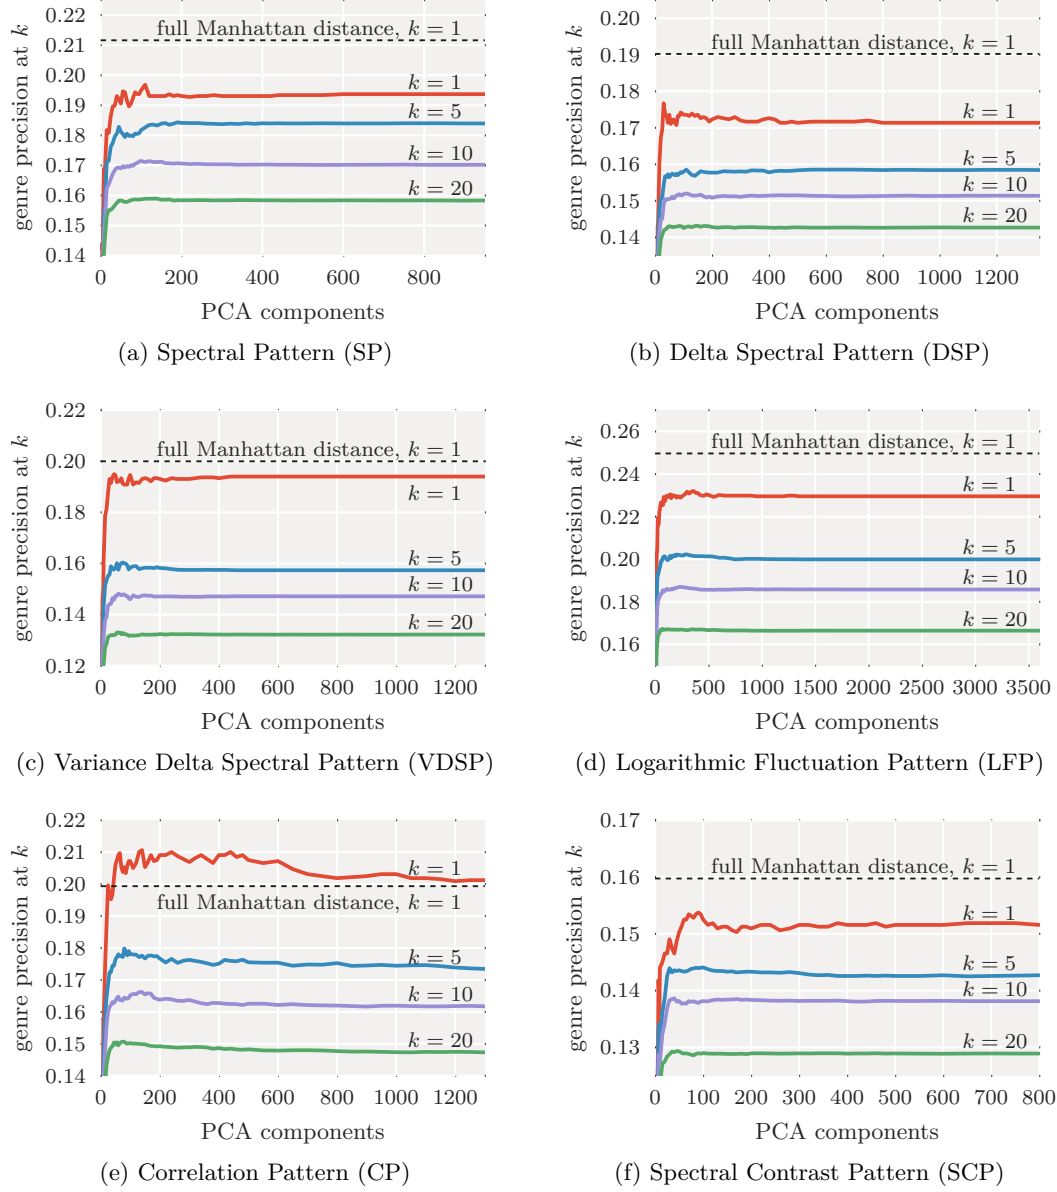 genre precision at k
0.22
0.21
0.20
0.19
0.18
0.17
0.16
0.15
0.14
full Manhattan distance, k = 1
k = 1
k = 5
k = 10
k = 20
0 200 400 600 800
PCA components
(a) Spectral Pattern (SP)
genre precision at k
0.20
0.19
0.18
0.17
0.16
0.15
0.14
full Manhattan distance, k = 1
k = 1
k = 5
k = 10
k = 20
0 200 400 600 800 1000 1200
PCA components
(b) Delta Spectral Pattern (DSP)
genre precision at k
0.22
0.20
0.18
0.16
0.14
0.12
full Manhattan distance, k = 1
k = 1
k = 5
k = 10
k = 20
0 200 400 600 800 1000 1200
PCA components
(c) Variance Delta Spectral Pattern (VDSP)
genre precision at k
0.26
0.24
0.22
0.20
0.18
0.16
full Manhattan distance, k = 1
k = 1
k = 5
k = 10
k = 20
0 500 1000 1500 2000 2500 3000 3500
PCA components
(d) Logarithmic Fluctuation Pattern (LFP)
genre precision at k
0.22
0.21
0.20
0.19
0.18
0.17
0.16
0.15
0.14
k = 1
full Manhattan distance, k = 1
k = 5
k = 10
k = 20
0 200 400 600 800 1000 1200
PCA components
(e) Correlation Pattern (CP)
genre precision at k
0.17
0.16
0.15
0.14
0.13
full Manhattan distance, k = 1
k = 1
k = 5
k = 10
k = 20
0 100 200 300 400 500 600 700 800
PCA components
(f) Spectral Contrast Pattern (SCP)